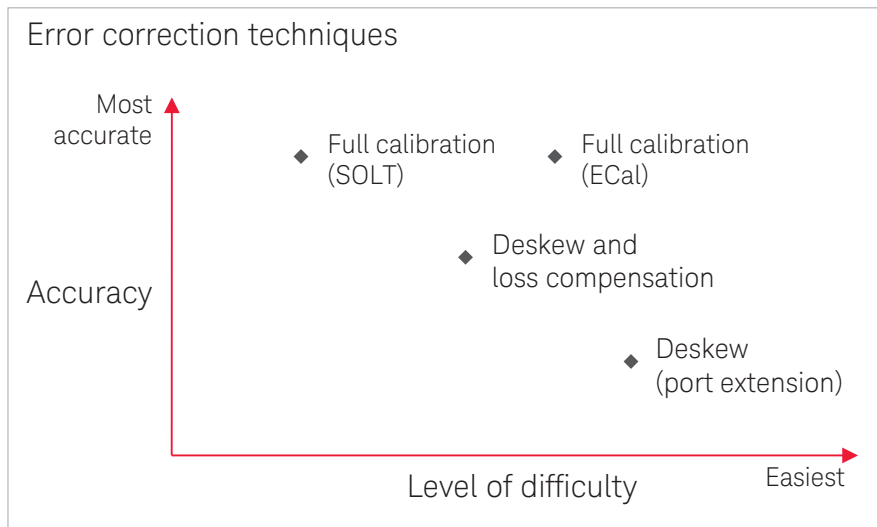 Error correction techniques
Most
accurate
Full calibration
(SOLT)
Full calibration
(ECal)
Deskew and
loss compensation
Accuracy
Deskew
(port extension)
Easiest
Level of difficulty